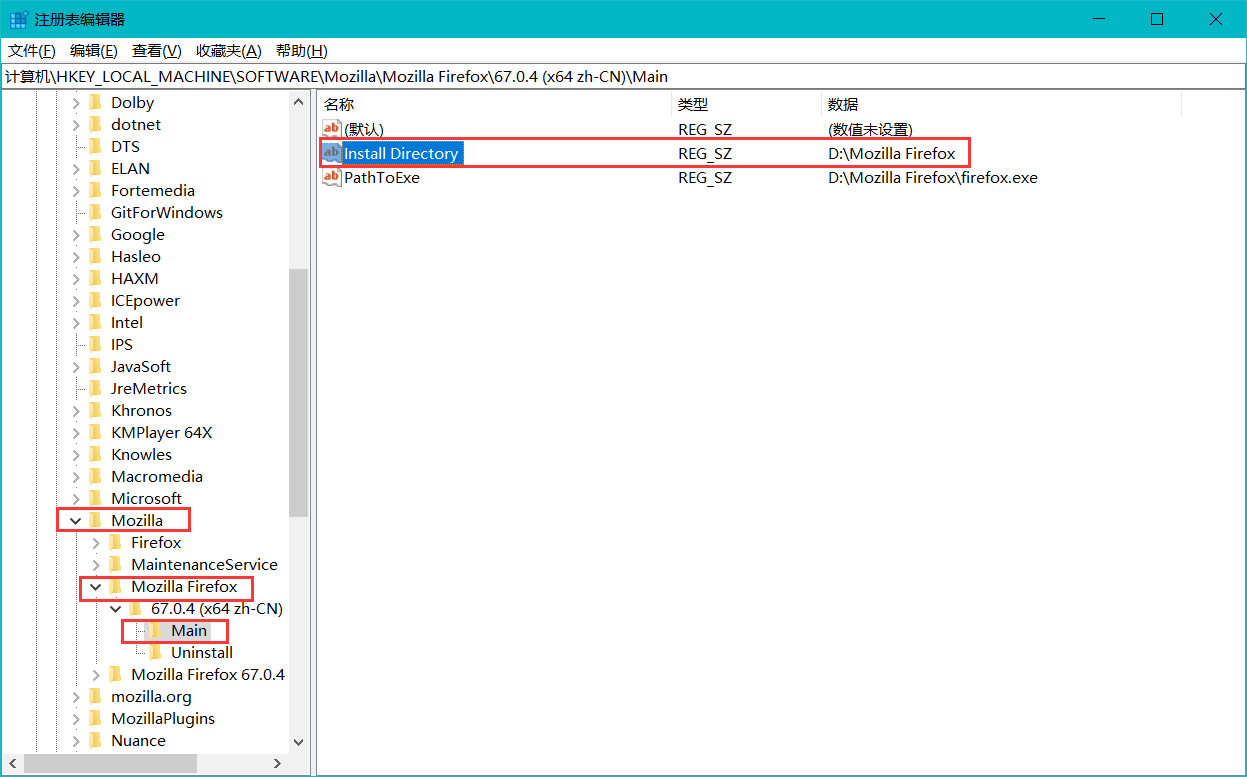 注册表编辑器
文件(F) 编辑(E) 查看(V) 收藏夹(A) 帮助(H)
计算机\HKEY_LOCAL_MACHINE\SOFTWARE\Mozilla\Mozilla Firefox\67.0.4 (x64 zh-CN)\Main
Dolby
dotnet
DTS
ELAN
Fortemedia
GitForWindows
Google
Hasleo
HAXM
ICEpower
Intel
IPS
JavaSoft
JreMetrics
Khronos
KMPlayer 64X
Knowles
Macromedia
Microsoft
Mozilla
Firefox
MaintenanceService
Mozilla Firefox
67.0.4 (x64 zh-CN)
Main
Uninstall
Mozilla Firefox 67.0.4
mozilla.org
MozillaPlugins
Nuance
名称 类型 数据
ab (默认) REG_SZ (数值未设置)
ab Install Directory REG_SZ D:\Mozilla Firefox
ab PathToExe REG_SZ D:\Mozilla Firefox\firefox.exe